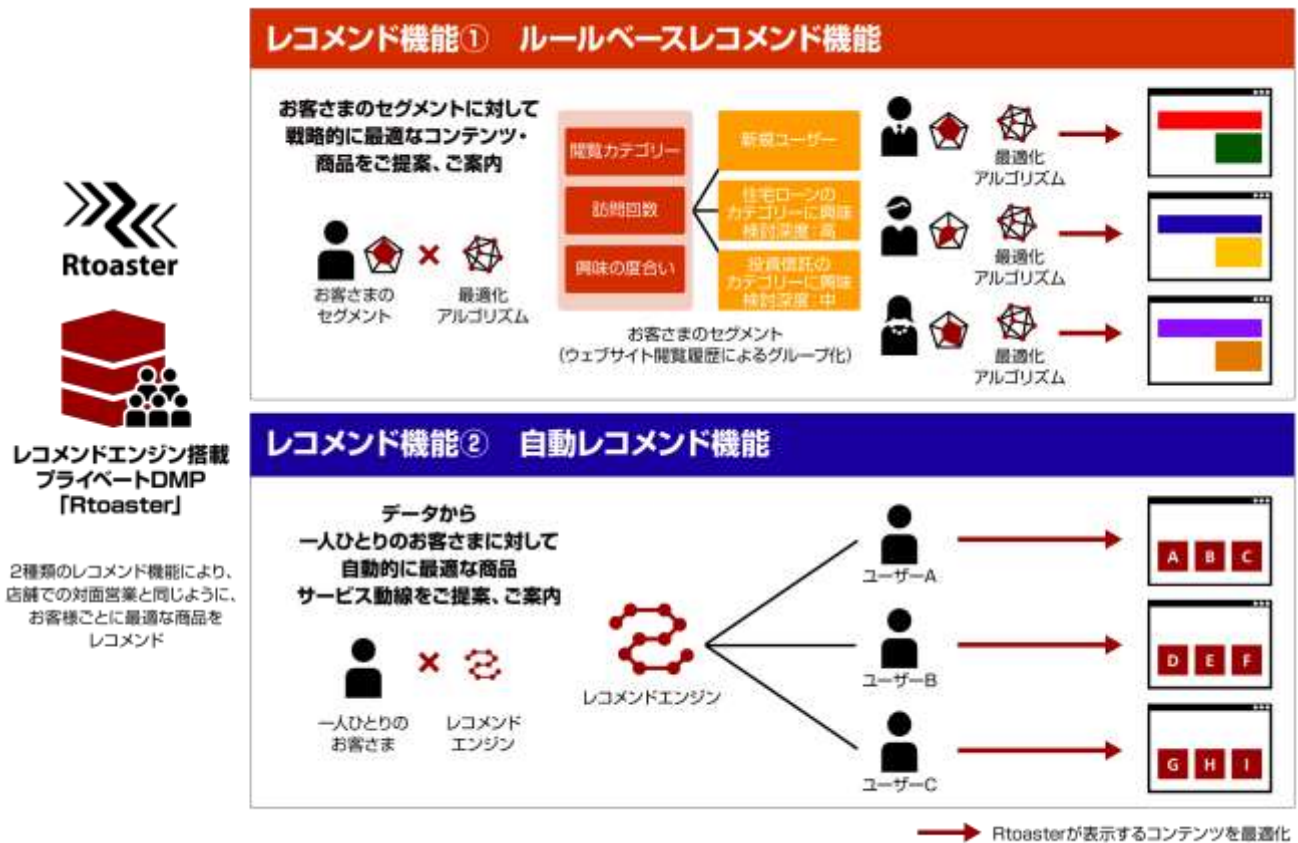 Rtoaster
レコメンドエンジン搭載
プライベートDMP
「Rtoaster」
2種類のレコメンド機能により、
店舗での対面営業と同じように、
お客様ごとに最適な商品を
レコメンド
レコメンド機能① ルールベースレコメンド機能
お客さまのセグメントに対して
戦略的に最適なコンテンツ・
商品をご提案、ご案内
お客さまの
セグメント
最適化
アルゴリズム
閲覧カテゴリー
訪問回数
興味の度合い
新規ユーザー
住宅ローンの
カテゴリーに興味
検討深度：高
投資信託の
カテゴリーに興味
検討深度：中
お客さまのセグメント
（ウェブサイト閲覧履歴によるグループ化）
最適化
アルゴリズム
最適化
アルゴリズム
最適化
アルゴリズム
レコメンド機能② 自動レコメンド機能
データから
一人ひとりのお客さまに対して
自動的に最適な商品
サービス動線をご提案、ご案内
一人ひとりの
お客さま
レコメンド
エンジン
レコメンドエンジン
ユーザーA
A B C
ユーザーB
D E F
ユーザーC
G H I
Rtoasterが表示するコンテンツを最適化